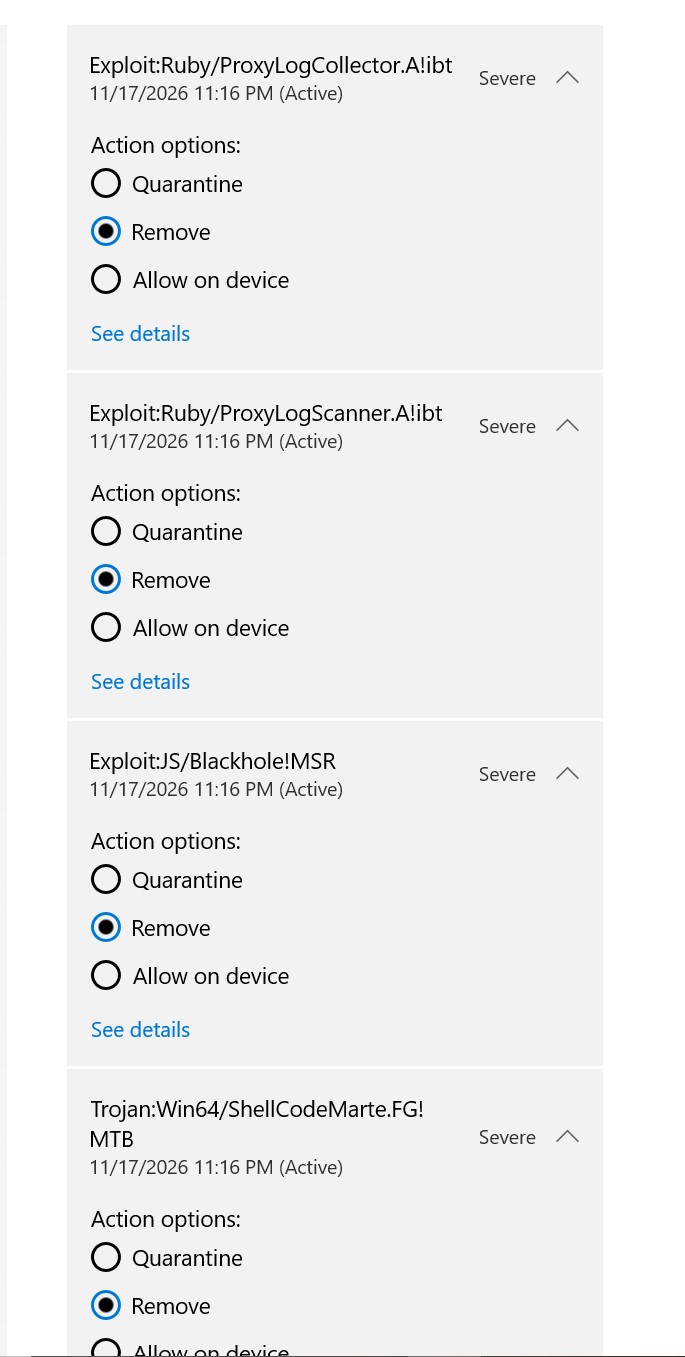 Exploit:Ruby/ProxyLogCollector.A!ibt
Severe
11/17/2026 11:16 PM (Active)
Action options:
Quarantine
Remove
Allow on device
See details
Exploit:Ruby/ProxyLogScanner.A!ibt
Severe
11/17/2026 11:16 PM (Active)
Action options:
Quarantine
Remove
Allow on device
See details
Exploit:JS/Blackhole!MSR
Severe
11/17/2026 11:16 PM (Active)
Action options:
Quarantine
Remove
Allow on device
See details
Trojan:Win64/ShellCodeMarte.FG!
MTB
Severe
11/17/2026 11:16 PM (Active)
Action options:
Quarantine
Remove
Allow on device